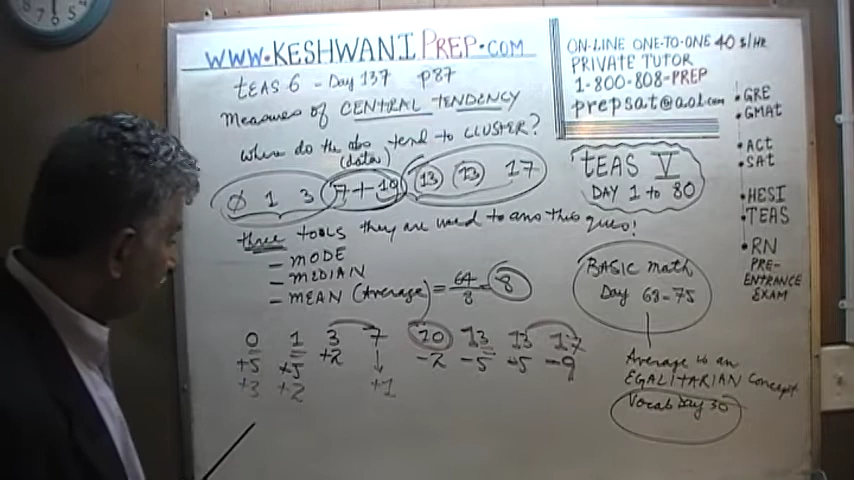 www.KESHWANIPREP.com
TEAS 6 - Day 137 p87
Measures of CENTRAL TENDENCY
Where do the obs tend to CLUSTER?
(data)
0 1 3 7 + 10 13 13 17
three tools they are used to ans this ques!
- MODE
- MEDIAN
- MEAN (Average) = 64/8 = 8
0 1 3 7 10 13 13 17
+5 +5 +2 -2 -5 -5 -9
+3 +2 +1
ON-LINE ONE-TO-ONE 40 $/HR
PRIVATE TUTOR
1-800-808-PREP
prepsat@aol.com
TEAS V
DAY 1 to 80
BASIC math
Day 69-75
Average is an
EGALITARIAN Concept
Vocab Day 30
• GRE
• GMAT
• ACT
• SAT
• HESI
• TEAS
• RN
PRE-
ENTRANCE
EXAM